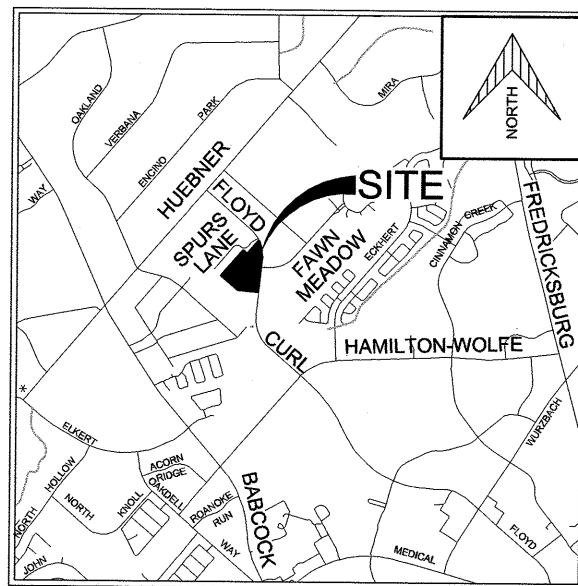 OAKLAND
VERBANA
PARK
ENCINO
MIRA
NORTH
WAY
HUEBNER
FLOYD
SITE
SPURS
LANE
FAWN
MEADOW
ECKHERT
CINNAMON
CREEK
FREDRICKSBURG
CURL
HAMILTON-WOLFE
*
ELKERT
WURZBACH
HOLLOW
NORTH
ACORN
RIDGE
OAKDELL
WAY
NORTH
KNOLL
ROANOKE
RUN
BABCOCK
JOHN
MEDICAL
FLOYD